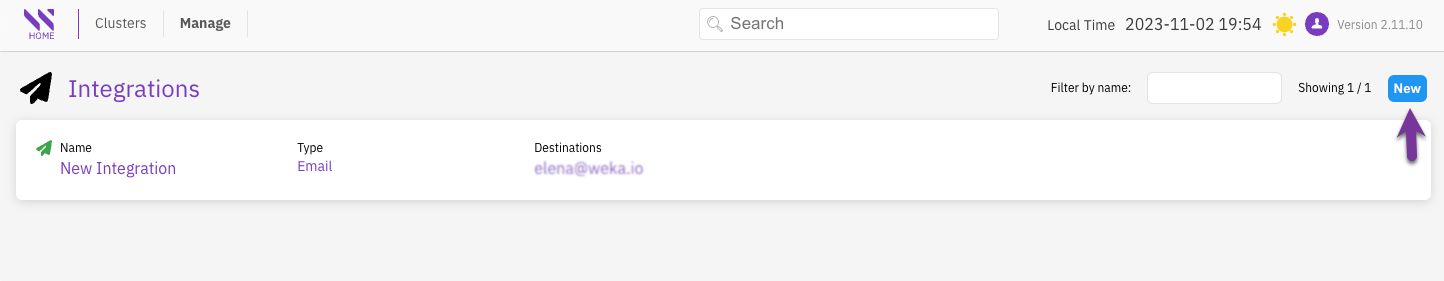 HOME
Clusters
Manage
Search
Local Time 2023-11-02 19:54
Version 2.11.10
Integrations
Filter by name:
Showing 1 / 1
New
Name
Type
Destinations
New Integration
Email
elena@weka.io